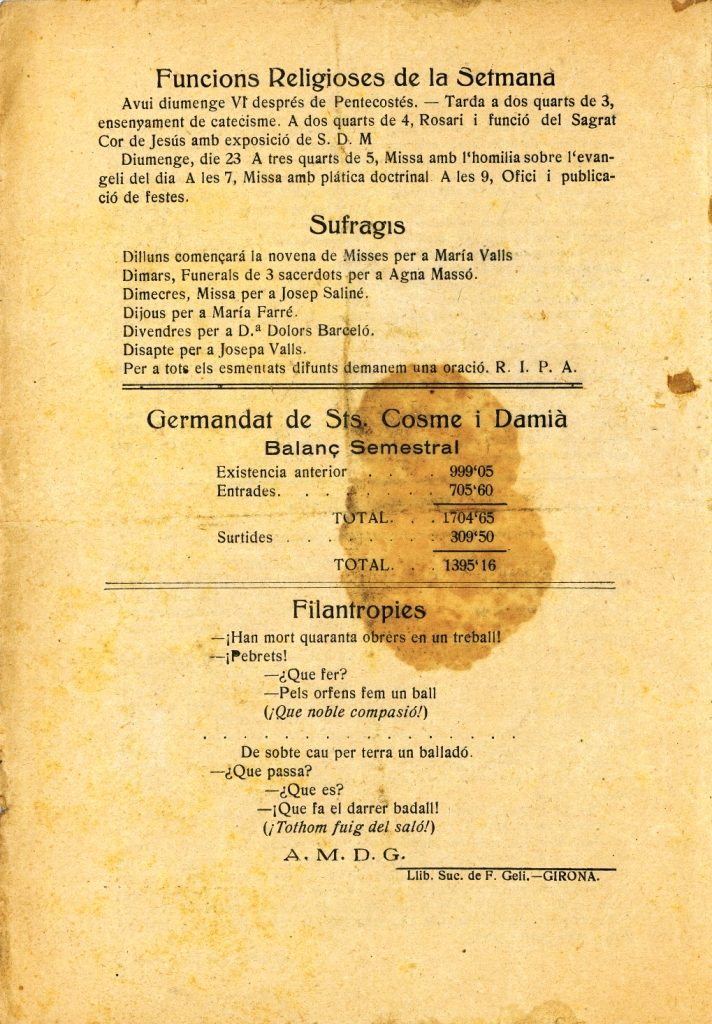 Funcions Religioses de la Setmana
Avui diumenge VI després de Pentecostés. — Tarda a dos quarts de 3,
ensenyament de catecisme. A dos quarts de 4, Rosari i funció del Sagrat
Cor de Jesús amb exposició de S. D. M
Diumenge, die 23 A tres quarts de 5, Missa amb l‘homilia sobre l‘evan-
geli del dia A les 7, Missa amb plática doctrinal A les 9, Ofici i publica-
ció de festes.
Sufragis
Dilluns començará la novena de Misses per a María Valls
Dimars, Funerals de 3 sacerdots per a Agna Massó.
Dimecres, Missa per a Josep Saliné.
Dijous per a María Farré.
Divendres per a D.ª Dolors Barceló.
Disapte per a Josepa Valls.
Per a tots els esmentats difunts demanem una oració. R. I. P. A.
Germandat de Sts. Cosme i Damià
Balanç Semestral
Existencia anterior . . . . 999‘05
Entrades. . . . . . . . 705‘60
TOTAL. . . 1704‘65
Surtides . . . . . . . . 309‘50
TOTAL. . . 1395‘16
Filantropies
—¡Han mort quaranta obrers en un treball!
—¡Pebrets!
—¿Que fer?
—Pels orfens fem un ball
(¡Que noble compasió!)
. . . . . . . . . . . . . . . . . .
De sobte cau per terra un balladó.
—¿Que passa?
—¿Que es?
—¡Que fa el darrer badall!
(¡Tothom fuig del saló!)
A. M. D. G.
Llib. Suc. de F. Geli.—GIRONA.